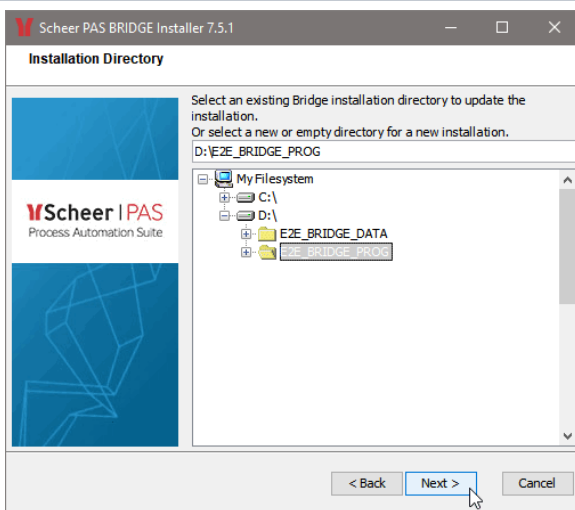 Scheer PAS BRIDGE Installer 7.5.1
Installation Directory
Select an existing Bridge installation directory to update the
installation.
Or select a new or empty directory for a new installation.
D:\E2E_BRIDGE_PROG
My Filesystem
C:\
D:\
E2E_BRIDGE_DATA
E2E_BRIDGE_PROG
Scheer | PAS
Process Automation Suite
< Back
Next >
Cancel